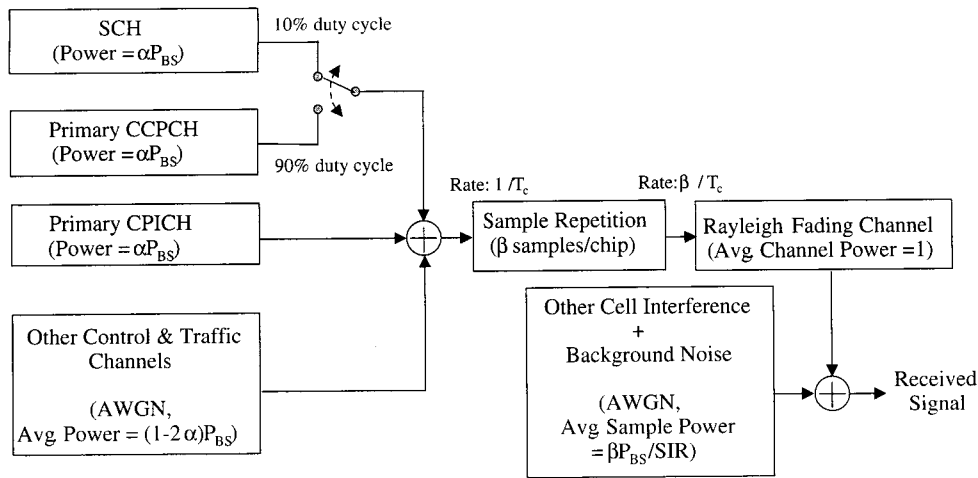 SCH
(Power = αP_BS)
10% duty cycle
Primary CCPCH
(Power = αP_BS)
90% duty cycle
Primary CPICH
(Power = αP_BS)
Other Control & Traffic
Channels
(AWGN,
Avg. Power = (1-2α)P_BS)
Rate: 1/T_c
Sample Repetition
(β samples/chip)
Rate: β /T_c
Rayleigh Fading Channel
(Avg. Channel Power =1)
Other Cell Interference
+
Background Noise
(AWGN,
Avg. Sample Power
= βP_BS/SIR)
Received
Signal